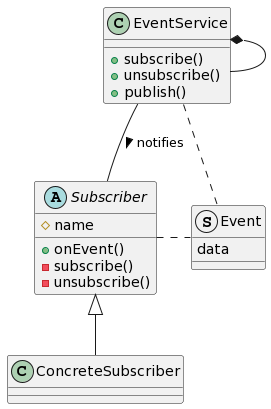 C EventService
subscribe()
unsubscribe()
publish()
notifies
A Subscriber
name
onEvent()
subscribe()
unsubscribe()
S Event
data
C ConcreteSubscriber